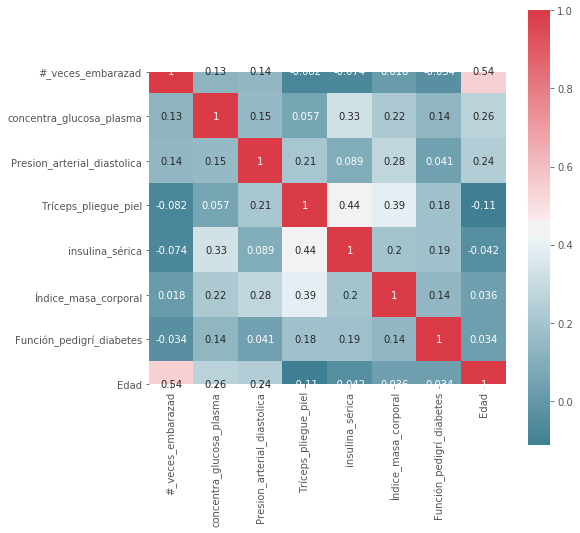 #_veces_embarazad 1 0.13 0.14 -0.082 -0.074 0.018 -0.034 0.54
concentra_glucosa_plasma 0.13 1 0.15 0.057 0.33 0.22 0.14 0.26
Presion_arterial_diastolica 0.14 0.15 1 0.21 0.089 0.28 0.041 0.24
Tríceps_pliegue_piel -0.082 0.057 0.21 1 0.44 0.39 0.18 -0.11
insulina_sérica -0.074 0.33 0.089 0.44 1 0.2 0.19 -0.042
Índice_masa_corporal 0.018 0.22 0.28 0.39 0.2 1 0.14 0.036
Función_pedigrí_diabetes -0.034 0.14 0.041 0.18 0.19 0.14 1 0.034
Edad 0.54 0.26 0.24 -0.11 -0.042 0.036 0.034 1
#_veces_embarazad
concentra_glucosa_plasma
Presion_arterial_diastolica
Tríceps_pliegue_piel
insulina_sérica
Índice_masa_corporal
Función_pedigrí_diabetes
Edad
1.0
0.8
0.6
0.4
0.2
0.0